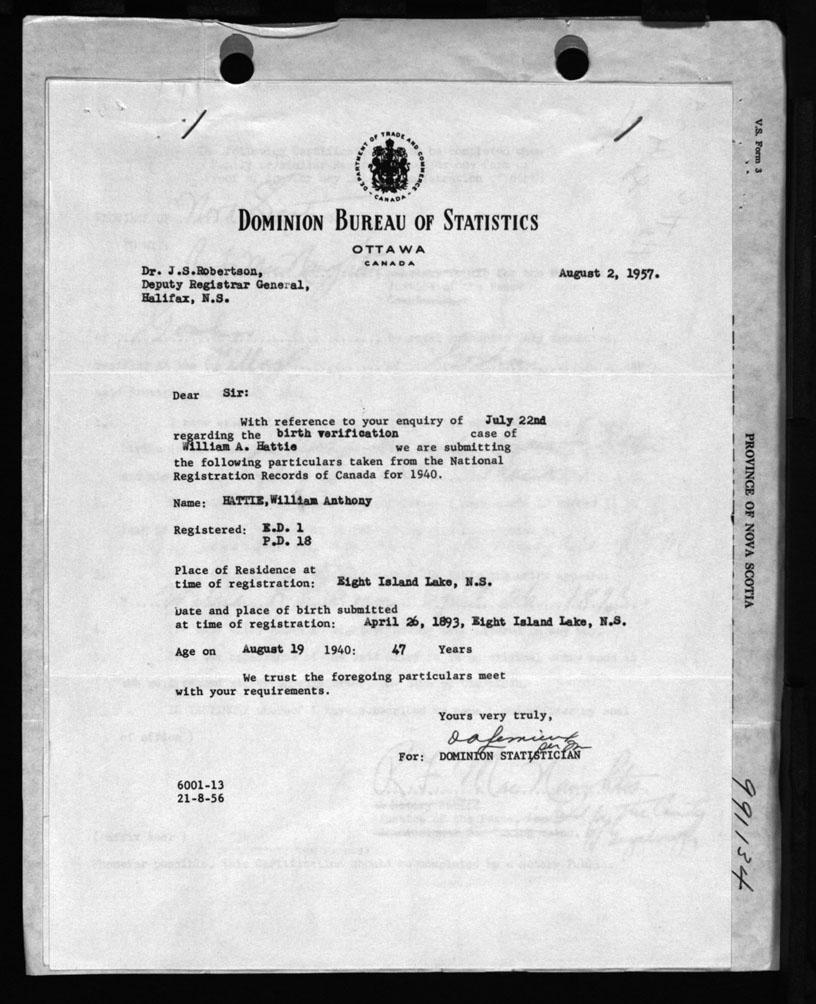 DEPARTMENT OF TRADE AND COMMERCE
CANADA
DOMINION BUREAU OF STATISTICS
OTTAWA
CANADA
Dr. J.S.Robertson,
Deputy Registrar General,
Halifax, N.S.
August 2, 1957.
Dear Sir:
With reference to your enquiry of July 22nd
regarding the birth verification case of
William A. Hattie we are submitting
the following particulars taken from the National
Registration Records of Canada for 1940.
Name: HATTIE,William Anthony
Registered: E.D. 1
P.D. 18
Place of Residence at
time of registration: Eight Island Lake, N.S.
Date and place of birth submitted
at time of registration: April 26, 1893, Eight Island Lake, N.S.
Age on August 19 1940: 47 Years
We trust the foregoing particulars meet
with your requirements.
Yours very truly,
For: DOMINION STATISTICIAN
6001-13
21-8-56
V.S. Form 3
PROVINCE OF NOVA SCOTIA
991134